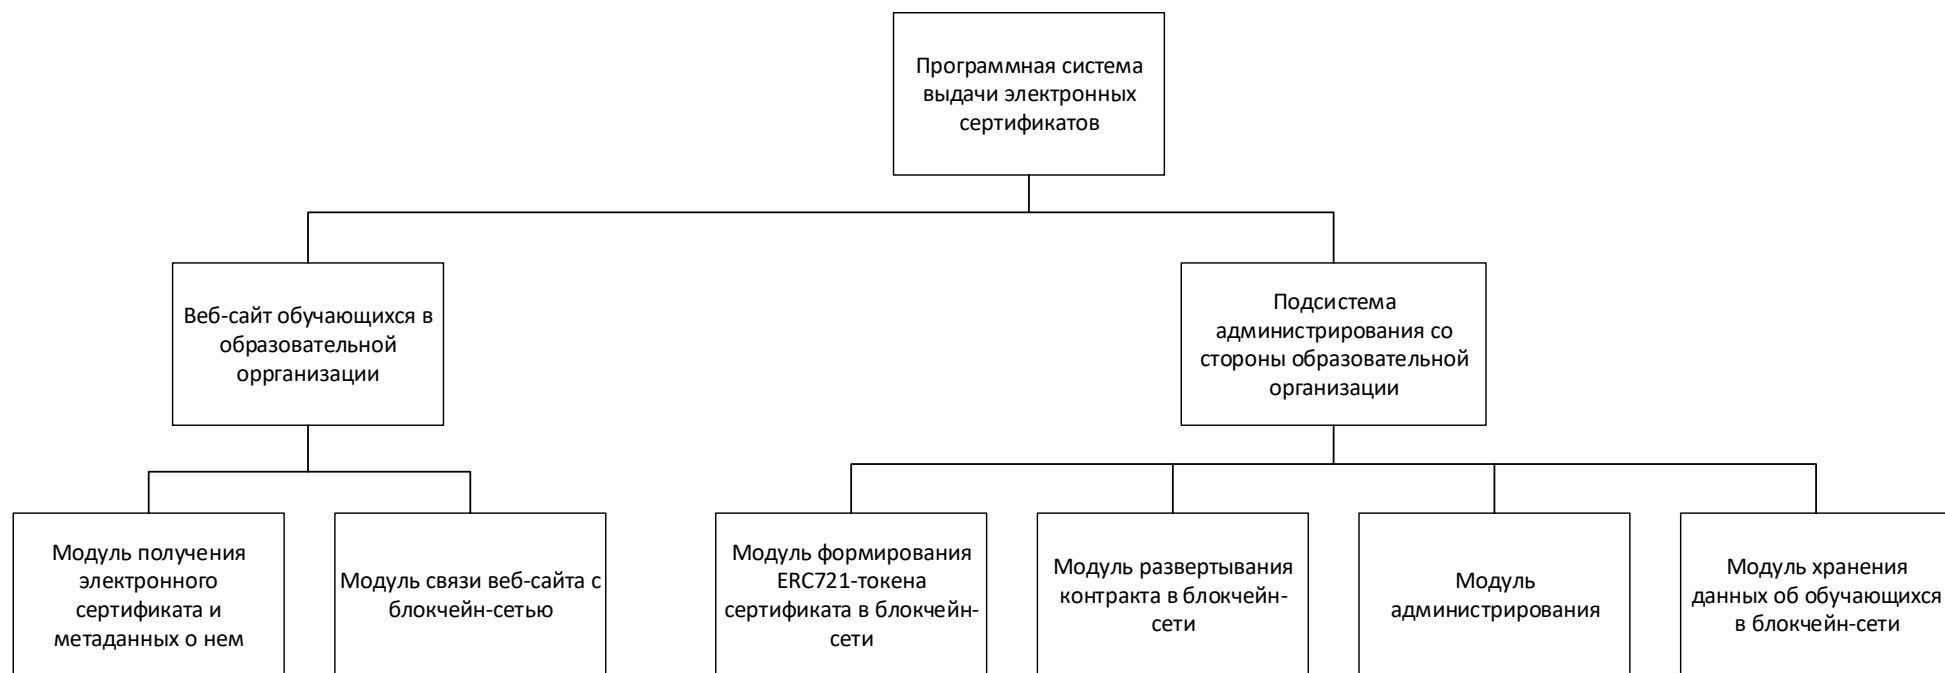 Программная система
выдачи электронных
сертификатов
Веб-сайт обучающихся в
образовательной
оррганизации
Подсистема
администрирования со
стороны образовательной
организации
Модуль получения
электронного
сертификата и
метаданных о нем
Модуль связи веб-сайта с
блокчейн-сетью
Модуль формирования
ERC721-токена
сертификата в блокчейн-
сети
Модуль развертывания
контракта в блокчейн-
сети
Модуль
администрирования
Модуль хранения
данных об обучающихся
в блокчейн-сети